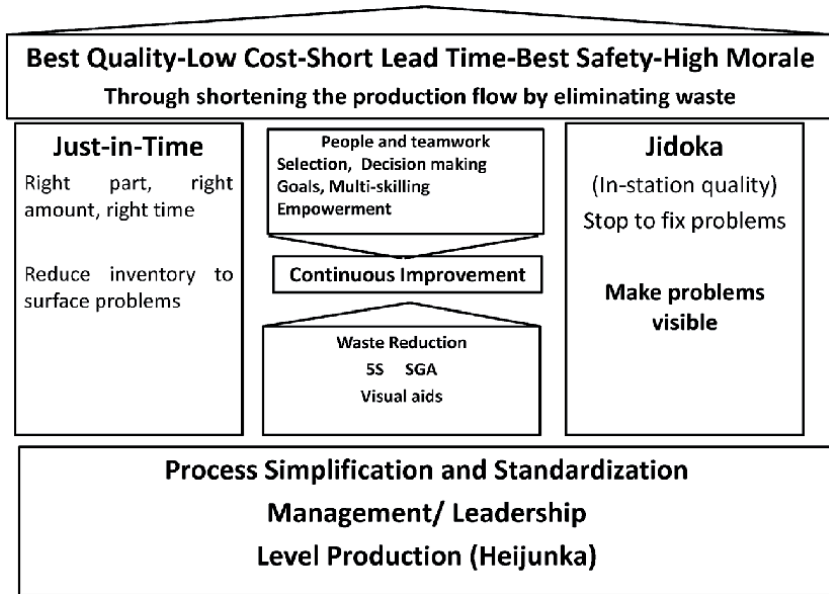 Best Quality-Low Cost-Short Lead Time-Best Safety-High Morale
Through shortening the production flow by eliminating waste
Just-in-Time
Right part, right
amount, right time
Reduce inventory to
surface problems
People and teamwork
Selection, Decision making
Goals, Multi-skilling
Empowerment
Continuous Improvement
Waste Reduction
5S SGA
Visual aids
Jidoka
(In-station quality)
Stop to fix problems
Make problems
visible
Process Simplification and Standardization
Management/ Leadership
Level Production (Heijunka)